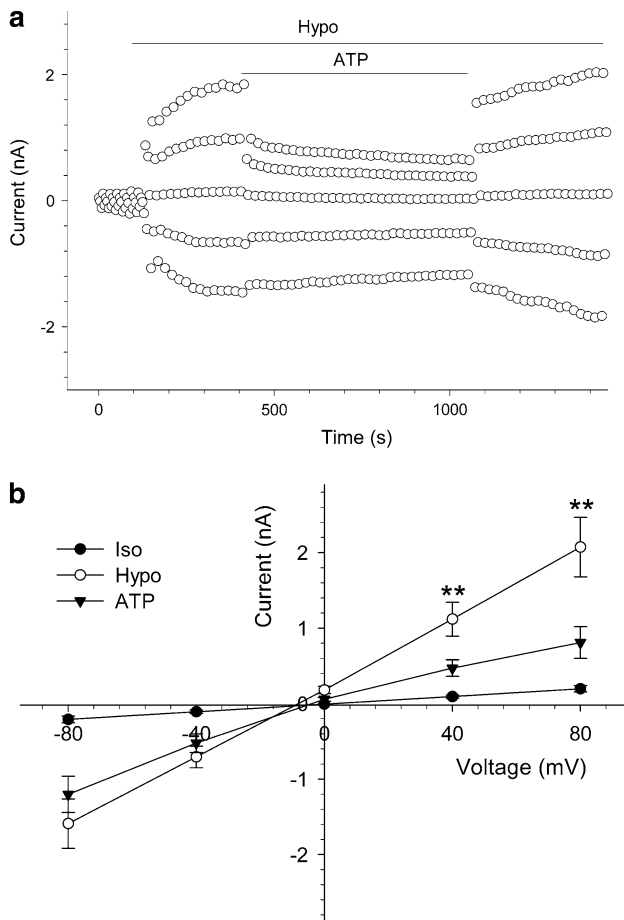 a
Hypo
ATP
2
0
-2
Current (nA)
0 500 1000
Time (s)
b
Iso
Hypo
ATP
Current (nA)
**
**
2
1
0
-1
-2
-80 -40 0 40 80
Voltage (mV)